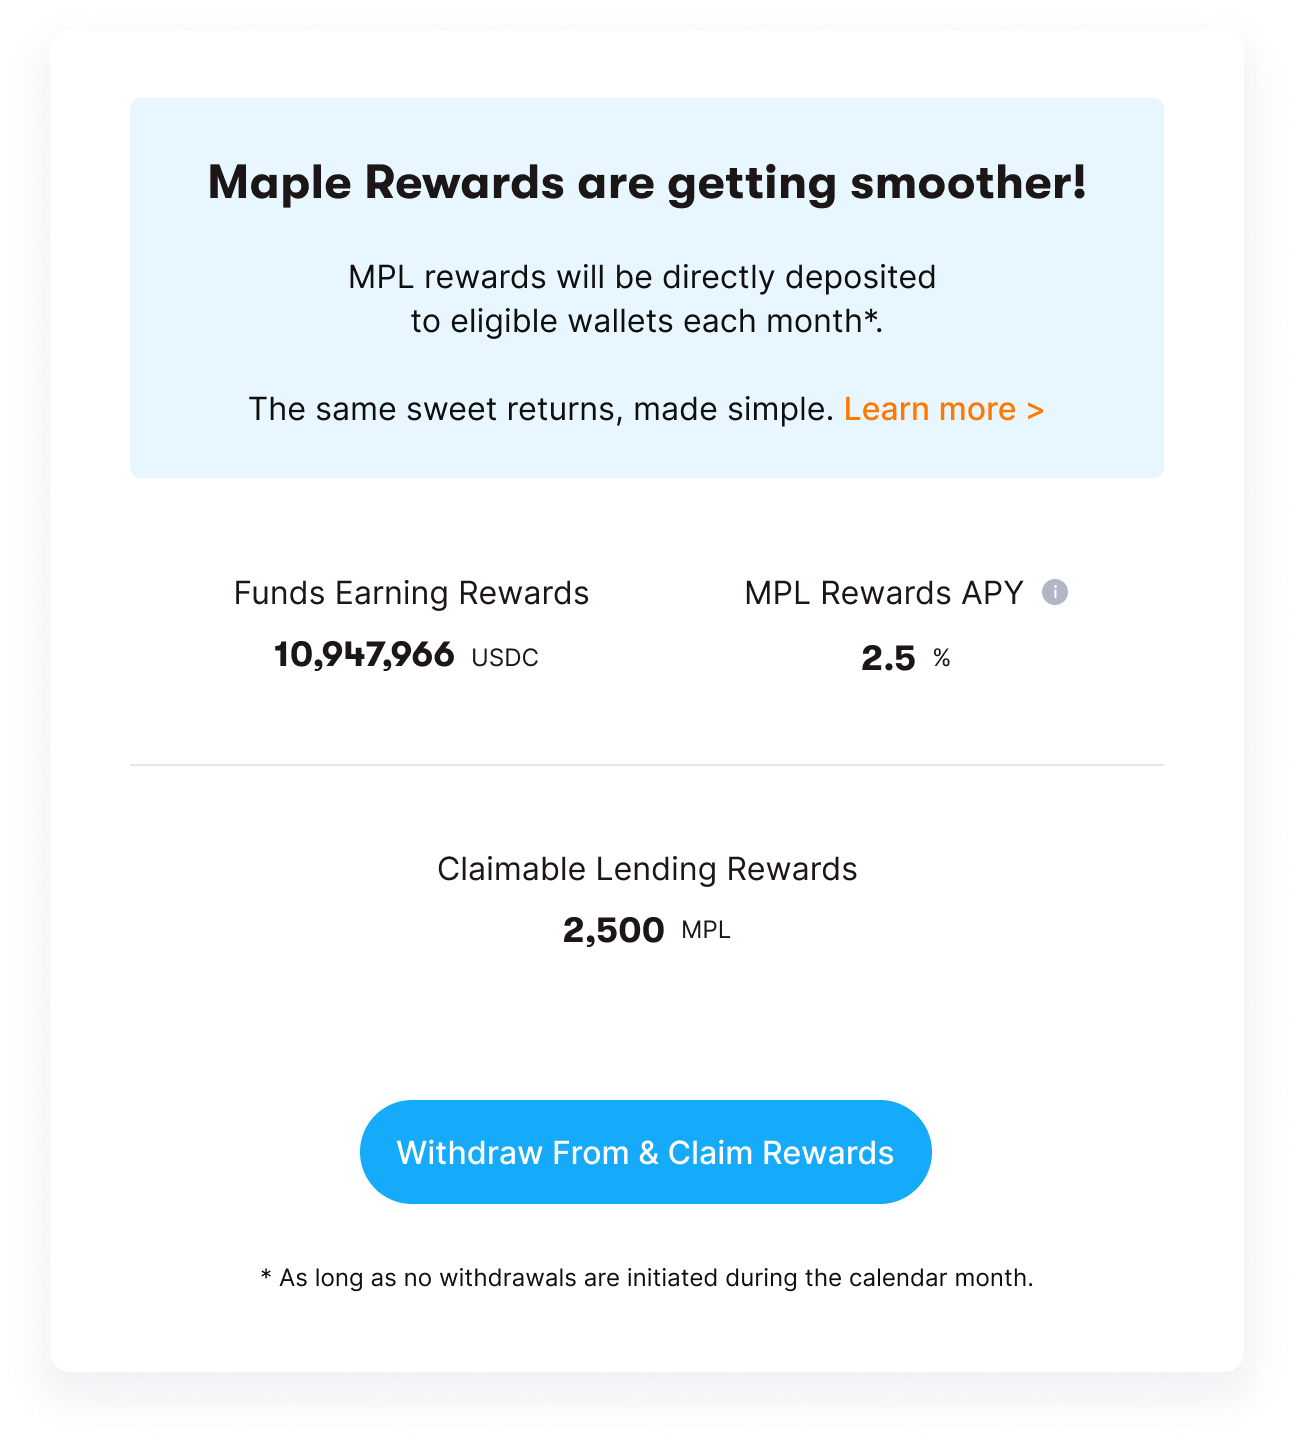 Maple Rewards are getting smoother!
MPL rewards will be directly deposited
to eligible wallets each month*.
The same sweet returns, made simple. Learn more >
Funds Earning Rewards
10,947,966 USDC
MPL Rewards APY i
2.5 %
Claimable Lending Rewards
2,500 MPL
Withdraw From & Claim Rewards
* As long as no withdrawals are initiated during the calendar month.